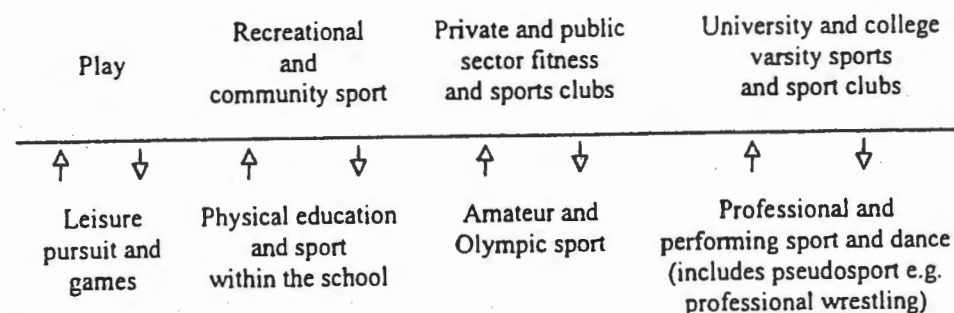 Play
Recreational
and
community sport
Private and public
sector fitness
and sports clubs
University and college
varsity sports
and sport clubs
Leisure
pursuit and
games
Physical education
and sport
within the school
Amateur and
Olympic sport
Professional and
performing sport and dance
(includes pseudosport e.g.
professional wrestling)